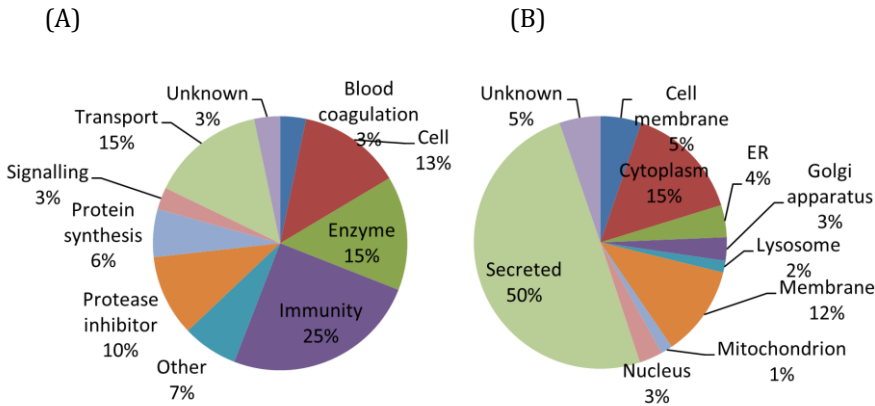 (A)
(B)
Unknown
3%
Blood
coagulation
3%
Cell
13%
Enzyme
15%
Immunity
25%
Other
7%
Protease
inhibitor
10%
Protein
synthesis
6%
Signalling
3%
Transport
15%
Unknown
5%
Cell
membrane
5%
Cytoplasm
15%
ER
4%
Golgi
apparatus
3%
Lysosome
2%
Membrane
12%
Mitochondrion
1%
Nucleus
3%
Secreted
50%